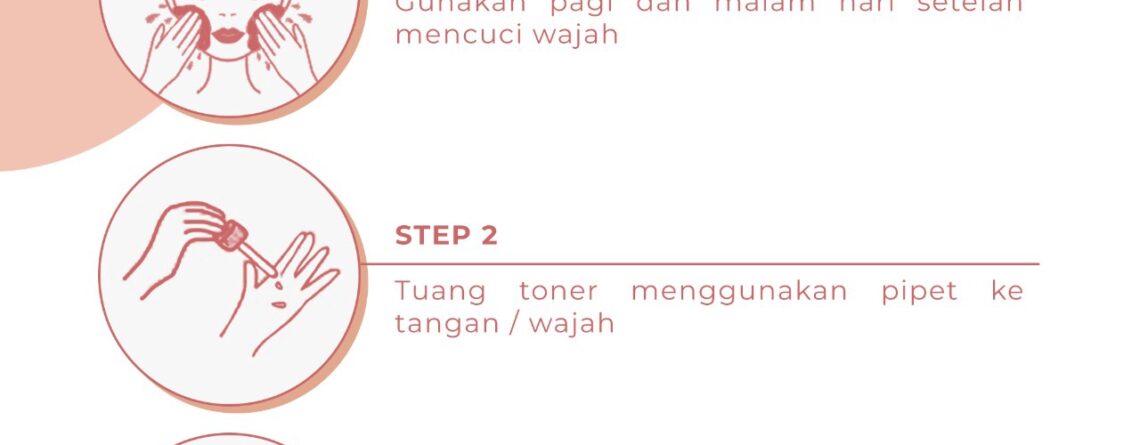 Gunakan pagi dan malam hari setelah
mencuci wajah
STEP 2
Tuang toner menggunakan pipet ke
tangan / wajah